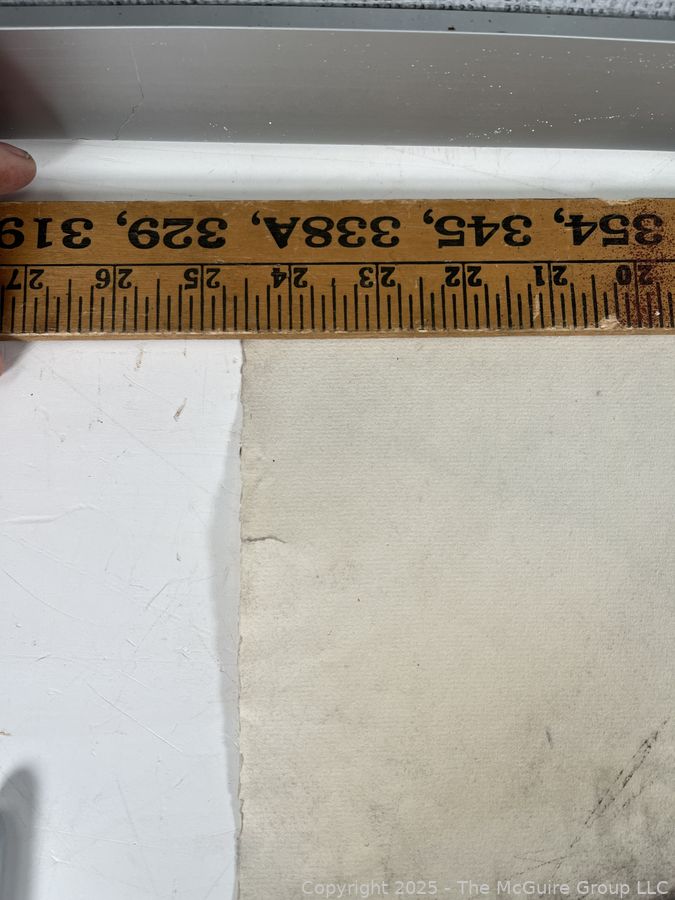 20 21 22 23 24 25 26 27
354, 345, 338A, 329, 319
Copyright 2025 - The McGuire Group LLC